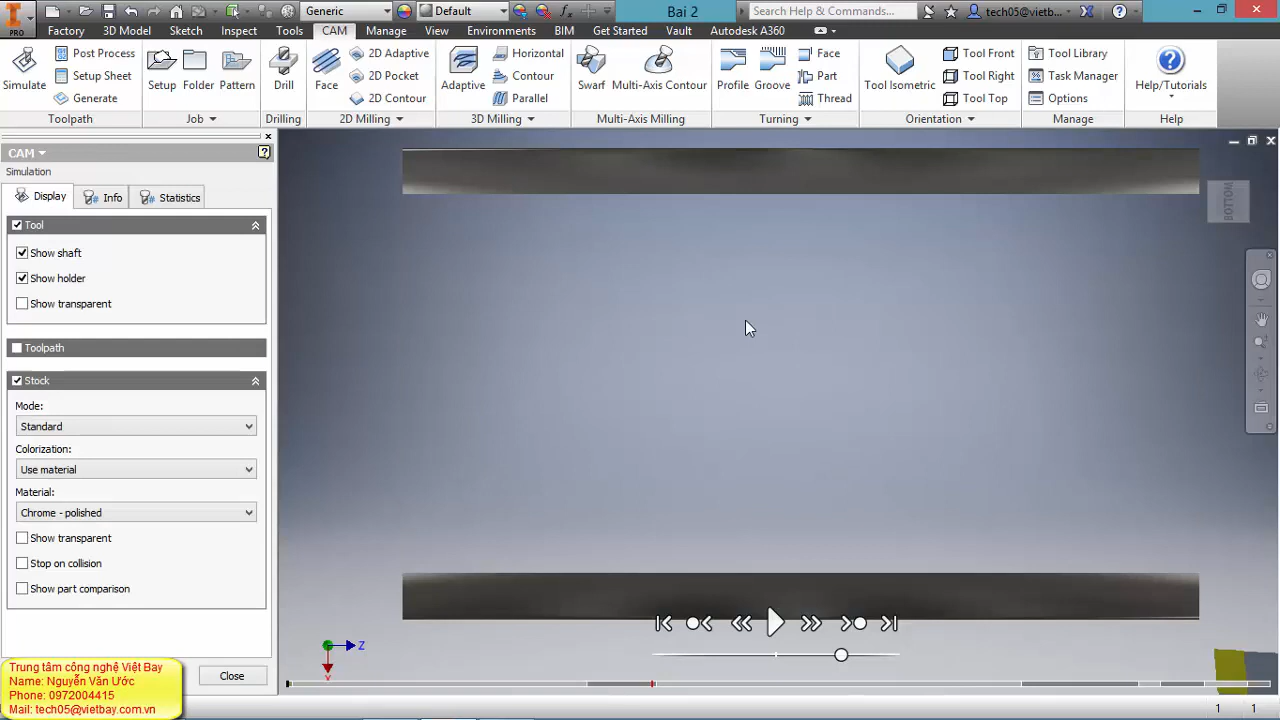 PRO
Generic
Default
Bai 2
Search Help & Commands...
tech05@vietb...
Factory 3D Model Sketch Inspect Tools CAM Manage View Environments BIM Get Started Vault Autodesk A360
Simulate
Post Process
Setup Sheet
Generate
Toolpath
Setup
Folder
Pattern
Job
Drill
Drilling
Face
2D Adaptive
2D Pocket
2D Contour
2D Milling
Adaptive
Horizontal
Contour
Parallel
3D Milling
Swarf
Multi-Axis Contour
Multi-Axis Milling
Profile
Groove
Face
Part
Thread
Turning
Tool Isometric
Tool Front
Tool Right
Tool Top
Orientation
Tool Library
Task Manager
Options
Manage
Help/Tutorials
Help
CAM
Simulation
Display Info Statistics
Tool
Show shaft
Show holder
Show transparent
Toolpath
Stock
Mode:
Standard
Colorization:
Use material
Material:
Chrome - polished
Show transparent
Stop on collision
Show part comparison
Close
BOTTOM
Z
Y
Trung tâm công nghệ Việt Bay
Name: Nguyễn Văn Ước
Phone: 0972004415
Mail: tech05@vietbay.com.vn
1 1